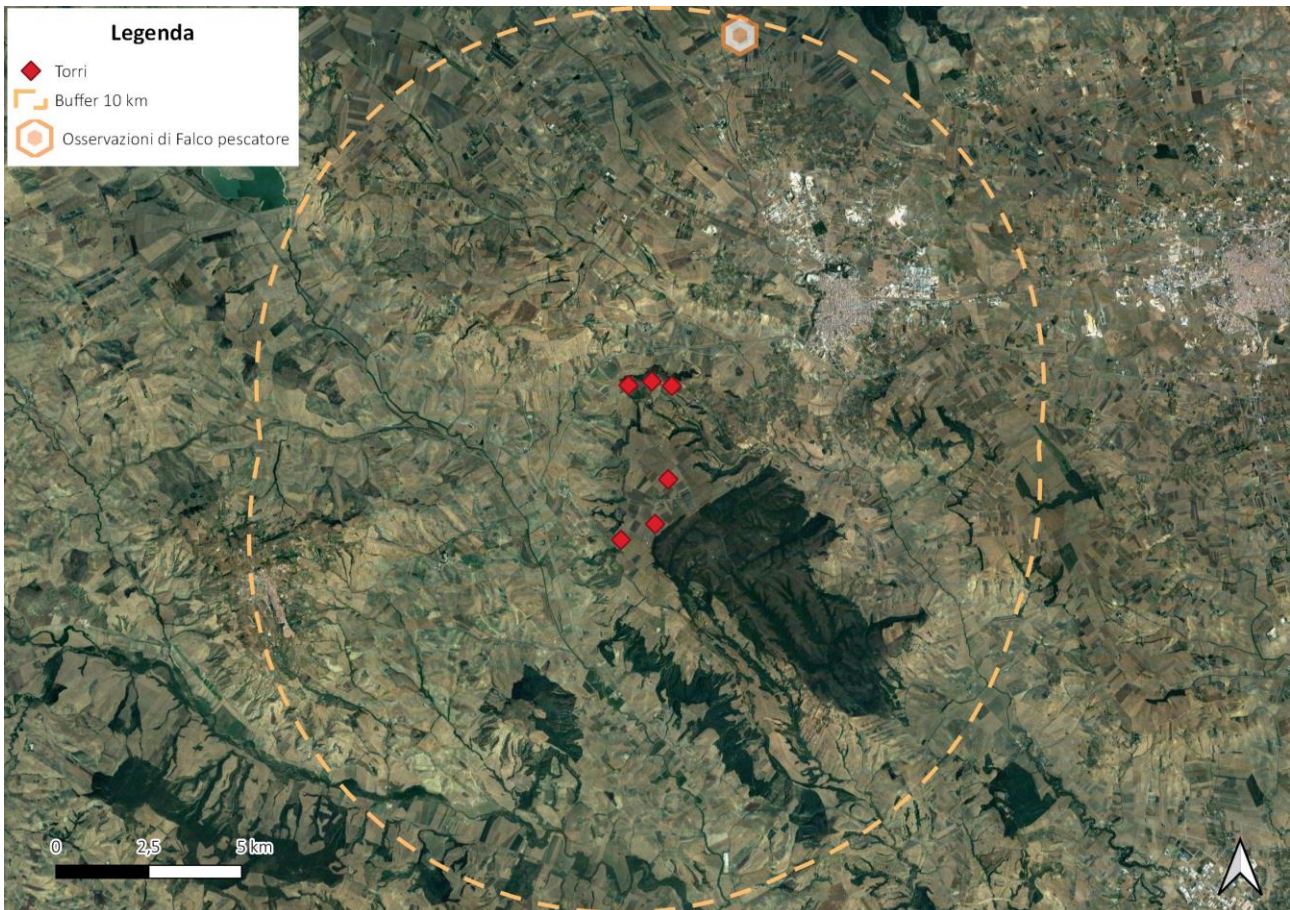 Legenda
Torri
Buffer 10 km
Osservazioni di Falco pescatore
0 2,5 5 km